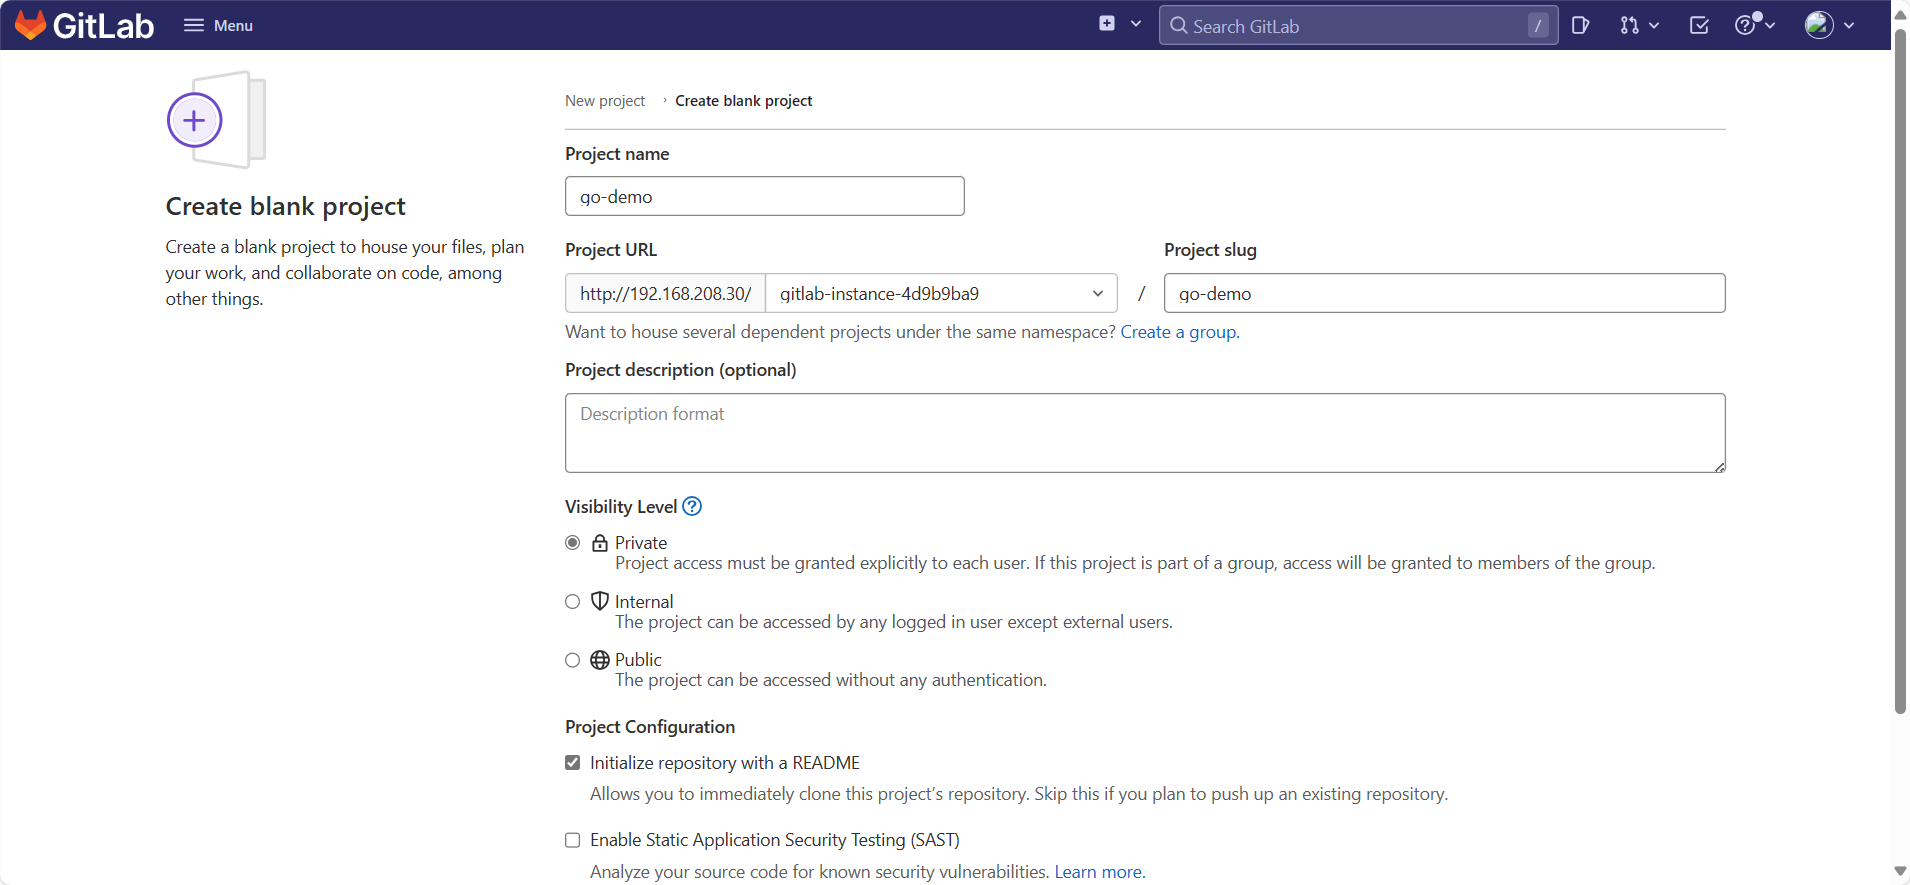 GitLab
Menu
Search GitLab
/
New project › Create blank project
Create blank project
Create a blank project to house your files, plan
your work, and collaborate on code, among
other things.
Project name
go-demo
Project URL
Project slug
http://192.168.208.30/
gitlab-instance-4d9b9ba9
/
go-demo
Want to house several dependent projects under the same namespace? Create a group.
Project description (optional)
Description format
Visibility Level
Private
Project access must be granted explicitly to each user. If this project is part of a group, access will be granted to members of the group.
Internal
The project can be accessed by any logged in user except external users.
Public
The project can be accessed without any authentication.
Project Configuration
Initialize repository with a README
Allows you to immediately clone this project’s repository. Skip this if you plan to push up an existing repository.
Enable Static Application Security Testing (SAST)
Analyze your source code for known security vulnerabilities. Learn more.